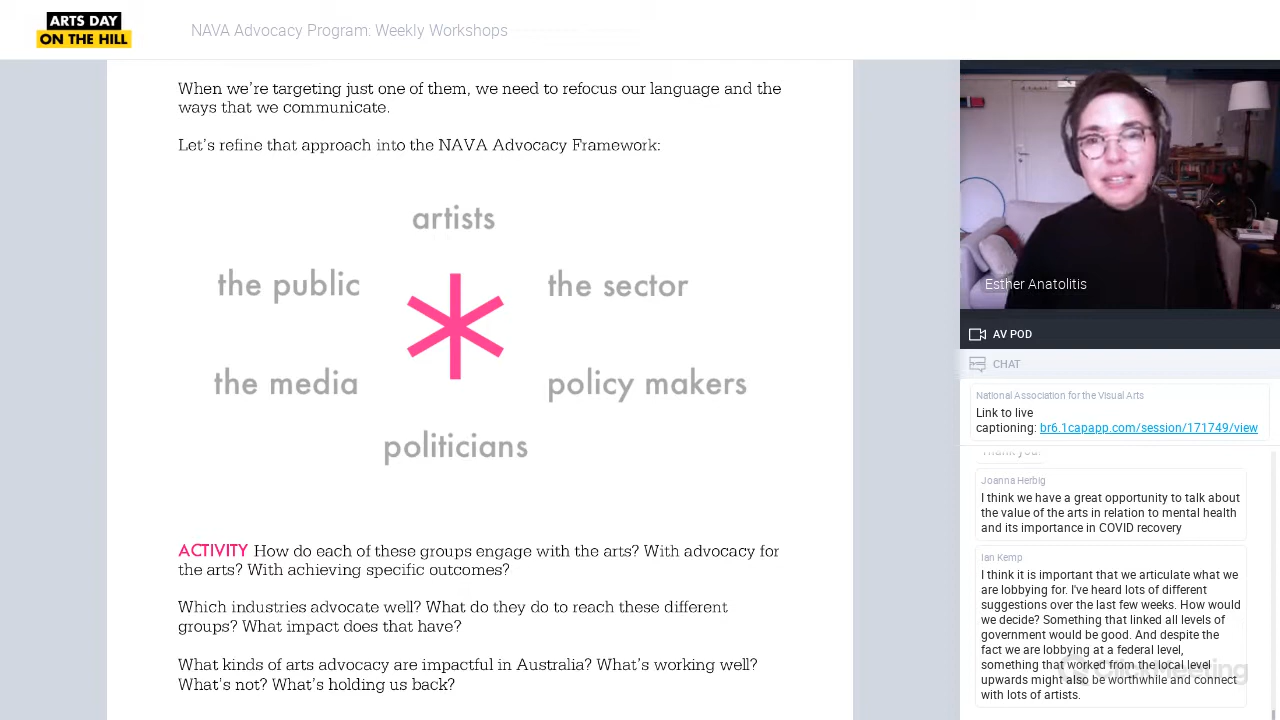 ARTS DAY
ON THE HILL
NAVA Advocacy Program: Weekly Workshops
When we’re targeting just one of them, we need to refocus our language and the
ways that we communicate.
Let’s refine that approach into the NAVA Advocacy Framework:
artists
the public
the sector
the media
policy makers
politicians
ACTIVITY How do each of these groups engage with the arts? With advocacy for
the arts? With achieving specific outcomes?
Which industries advocate well? What do they do to reach these different
groups? What impact does that have?
What kinds of arts advocacy are impactful in Australia? What’s working well?
What’s not? What’s holding us back?
Esther Anatolitis
AV POD
CHAT
National Association for the Visual Arts
Link to live
captioning: br6.1capapp.com/session/171749/view
Thank you!
Joanna Herbig
I think we have a great opportunity to talk about
the value of the arts in relation to mental health
and its importance in COVID recovery
Ian Kemp
I think it is important that we articulate what we
are lobbying for. I've heard lots of different
suggestions over the last few weeks. How would
we decide? Something that linked all levels of
government would be good. And despite the
fact we are lobbying at a federal level,
something that worked from the local level
upwards might also be worthwhile and connect
with lots of artists.
ClickMeeting